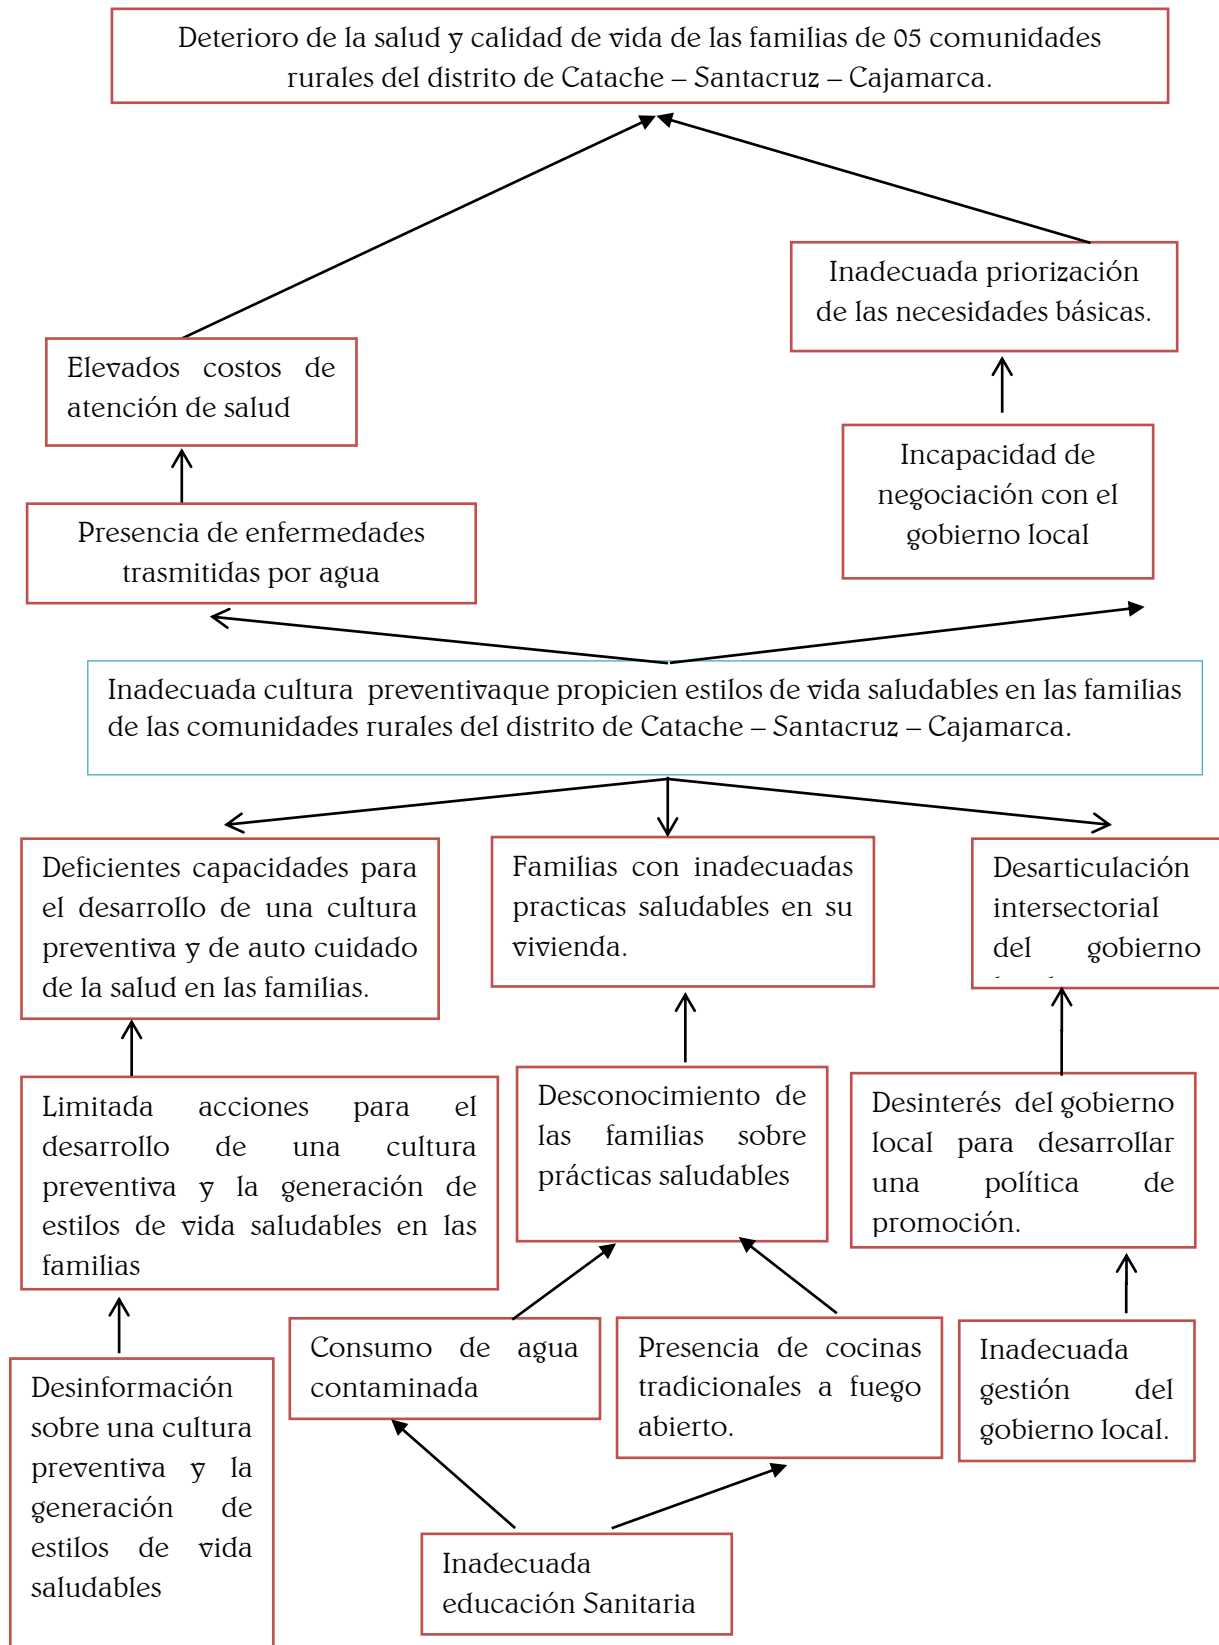 Deterioro de la salud y calidad de vida de las familias de 05 comunidades
rurales del distrito de Catache – Santacruz – Cajamarca.
Inadecuada priorización
de las necesidades básicas.
Elevados costos de
atención de salud
Incapacidad de
negociación con el
gobierno local
Presencia de enfermedades
trasmitidas por agua
Inadecuada cultura preventivaque propicien estilos de vida saludables en las familias
de las comunidades rurales del distrito de Catache – Santacruz – Cajamarca.
Deficientes capacidades para
el desarrollo de una cultura
preventiva y de auto cuidado
de la salud en las familias.
Familias con inadecuadas
practicas saludables en su
vivienda.
Desarticulación
intersectorial
del gobierno
Limitada acciones para el
desarrollo de una cultura
preventiva y la generación de
estilos de vida saludables en las
familias
Desconocimiento de
las familias sobre
prácticas saludables
Desinterés del gobierno
local para desarrollar
una política de
promoción.
Consumo de agua
contaminada
Presencia de cocinas
tradicionales a fuego
abierto.
Inadecuada
gestión del
gobierno local.
Desinformación
sobre una cultura
preventiva y la
generación de
estilos de vida
saludables
Inadecuada
educación Sanitaria